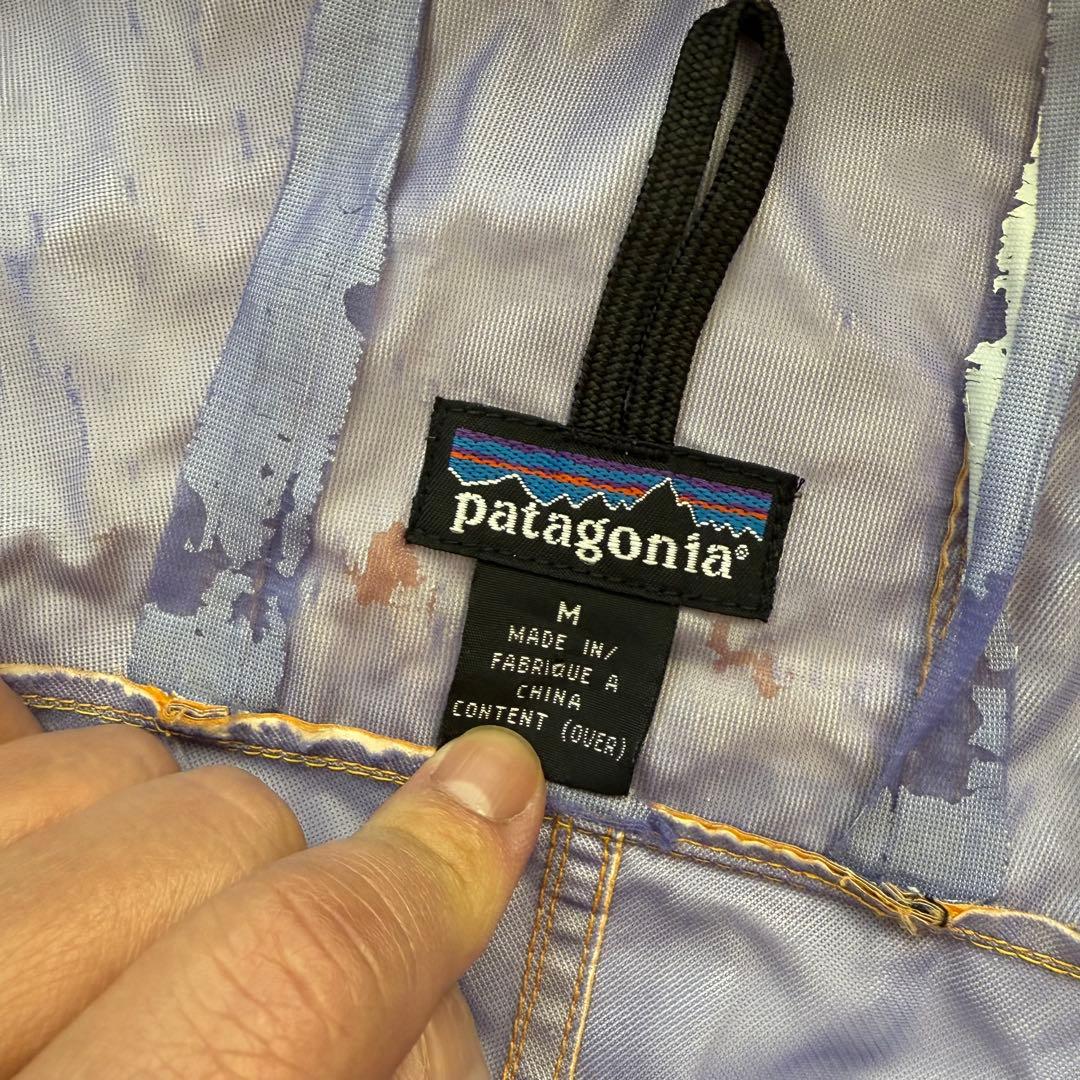 patagonia®
M
MADE IN/
FABRIQUE A
CHINA
CONTENT (OVER)